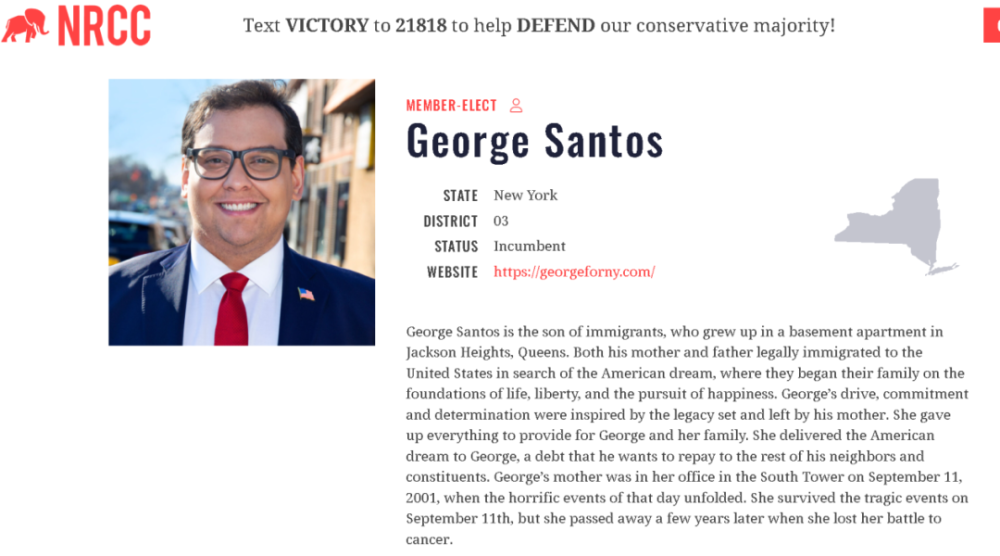 NRCC
Text VICTORY to 21818 to help DEFEND our conservative majority!
MEMBER-ELECT
George Santos
STATE New York
DISTRICT 03
STATUS Incumbent
WEBSITE https://georgeforny.com/
George Santos is the son of immigrants, who grew up in a basement apartment in
Jackson Heights, Queens. Both his mother and father legally immigrated to the
United States in search of the American dream, where they began their family on the
foundations of life, liberty, and the pursuit of happiness. George’s drive, commitment
and determination were inspired by the legacy set and left by his mother. She gave
up everything to provide for George and her family. She delivered the American
dream to George, a debt that he wants to repay to the rest of his neighbors and
constituents. George’s mother was in her office in the South Tower on September 11,
2001, when the horrific events of that day unfolded. She survived the tragic events on
September 11th, but she passed away a few years later when she lost her battle to
cancer.